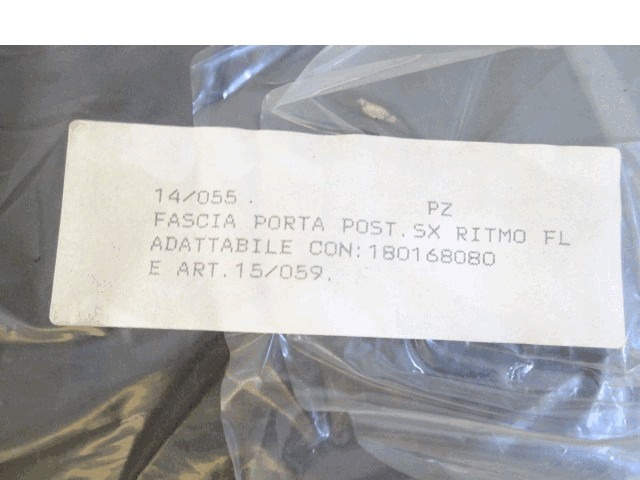 14/055 . PZ
FASCIA PORTA POST.SX RITMO FL
ADATTABILE CON:180168080
E ART.15/059.